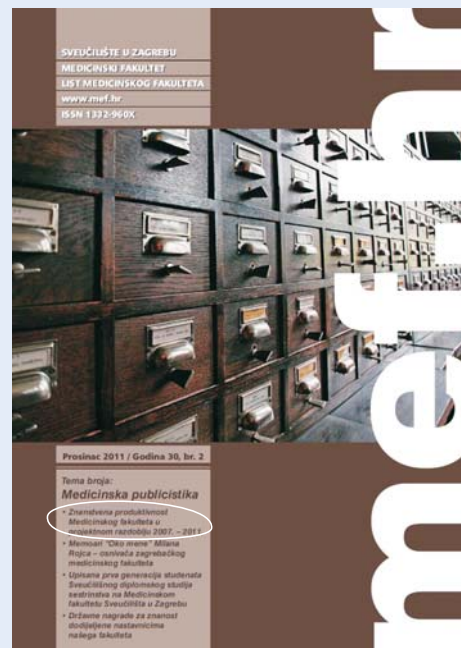 SVEUČILIŠTE U ZAGREBU
MEDICINSKI FAKULTET
LIST MEDICINSKOG FAKULTETA
www.mef.hr
ISSN 1332-960X
mef.hr
Prosinac 2011 / Godina 30, br. 2
Tema broja:
Medicinska publicistika
• Znanstvena produktivnost
Medicinskog fakulteta u
projektnom razdoblju 2007. – 2011
• Memoari "Oko mene" Milana
Rojca – osnivača zagrebačkog
medicinskog fakulteta
• Upisana prva generacija studenata
Sveučilišnog diplomskog studija
sestrinstva na Medicinskom
fakultetu Sveučilišta u Zagrebu
• Državne nagrade za znanost
dodijeljene nastavnicima
našega fakulteta